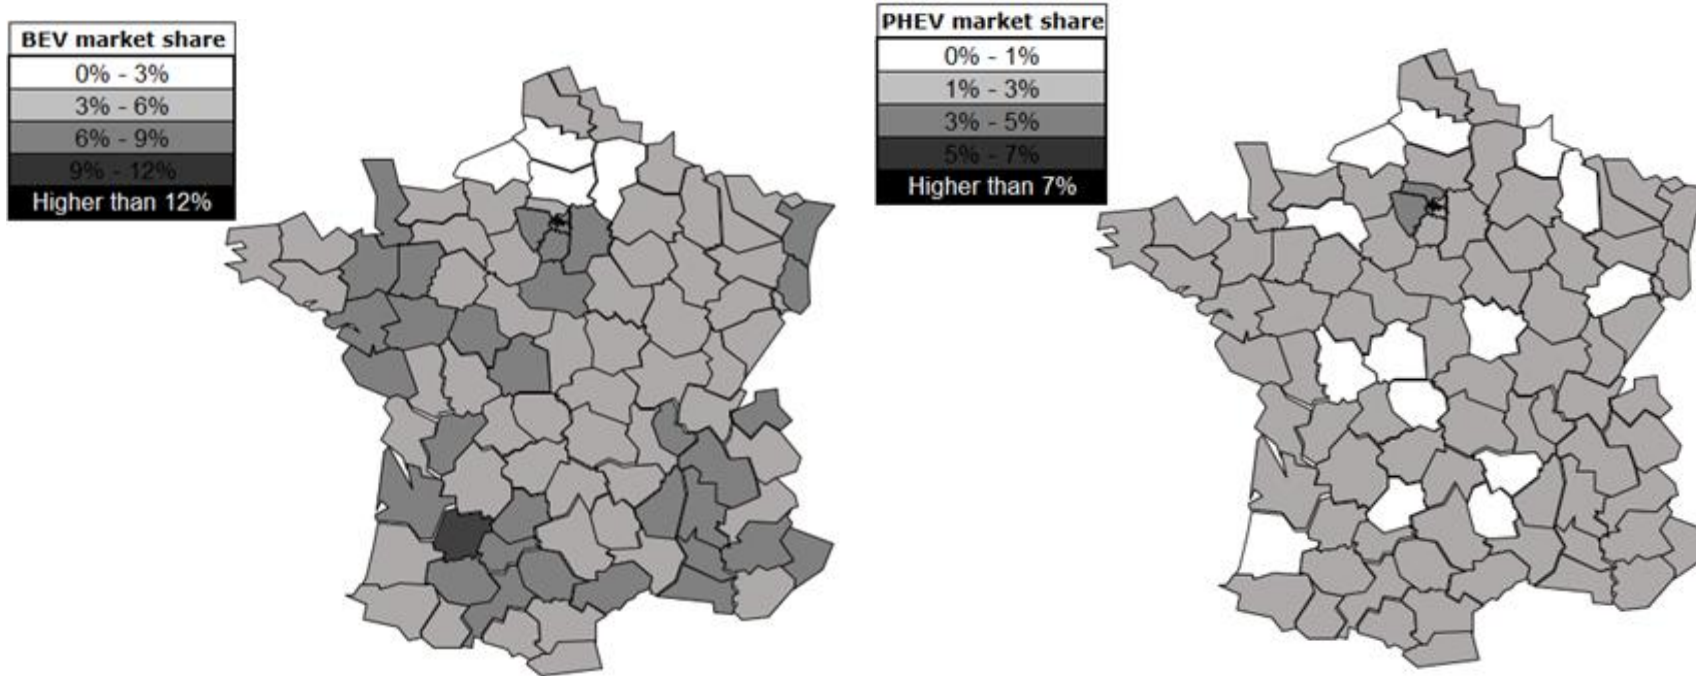 BEV market share
0% - 3%
3% - 6%
6% - 9%
9% - 12%
Higher than 12%
PHEV market share
0% - 1%
1% - 3%
3% - 5%
5% - 7%
Higher than 7%